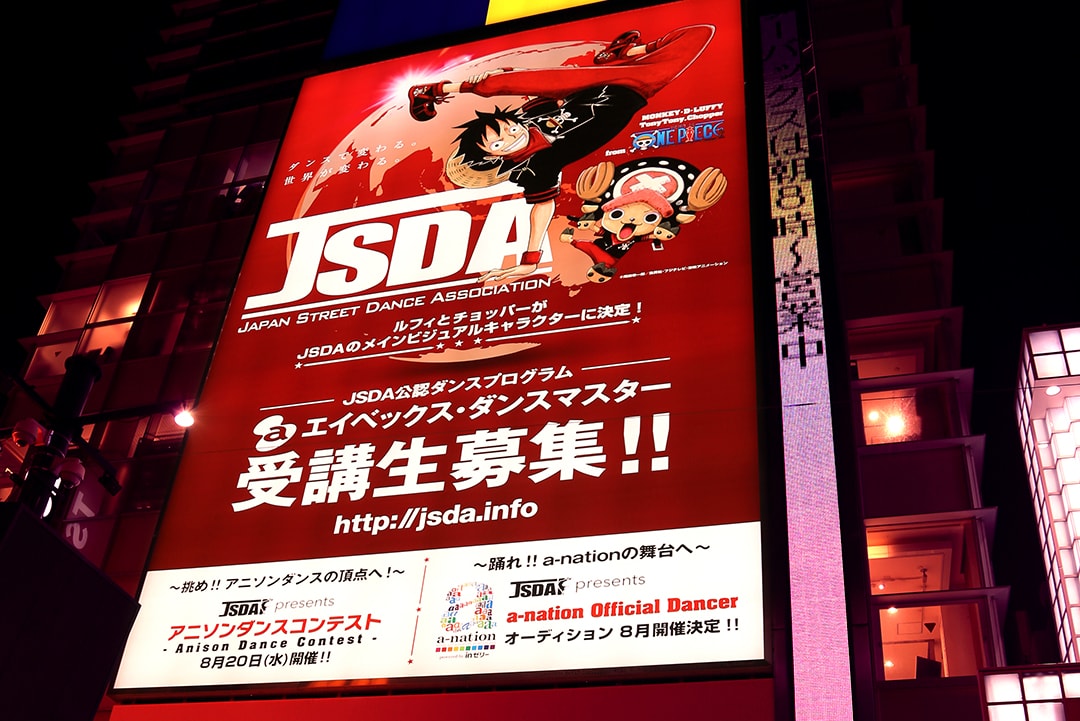 ダンスで変わる。
世界が変わる。
MONKEY・D・LUFFY
TonyTony.Chopper
from ONE PIECE
JSDA
JAPAN STREET DANCE ASSOCIATION
ルフィとチョッパーが
JSDAのメインビジュアルキャラクターに決定!
JSDA公認ダンスプログラム
a エイベックス・ダンスマスター
受講生募集!!
http://jsda.info
~挑め!!アニソンダンスの頂点へ!~
JSDA presents
アニソンダンスコンテスト
- Anison Dance Contest -
8月20日(水)開催!!
~踊れ!! a-nationの舞台へ~
JSDA presents
a-nation
a-nation Official Dancer
オーディション 8月開催決定!!